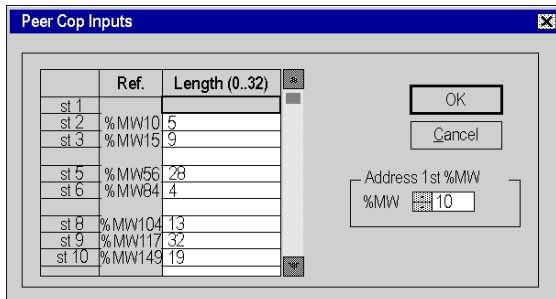 Peer Cop Inputs
Ref. Length (0..32)
st 1
st 2 %MW10 5
st 3 %MW15 9
st 5 %MW56 28
st 6 %MW84 4
st 8 %MW104 13
st 9 %MW117 32
st 10 %MW149 19
OK
Cancel
Address 1st %MW
%MW 10